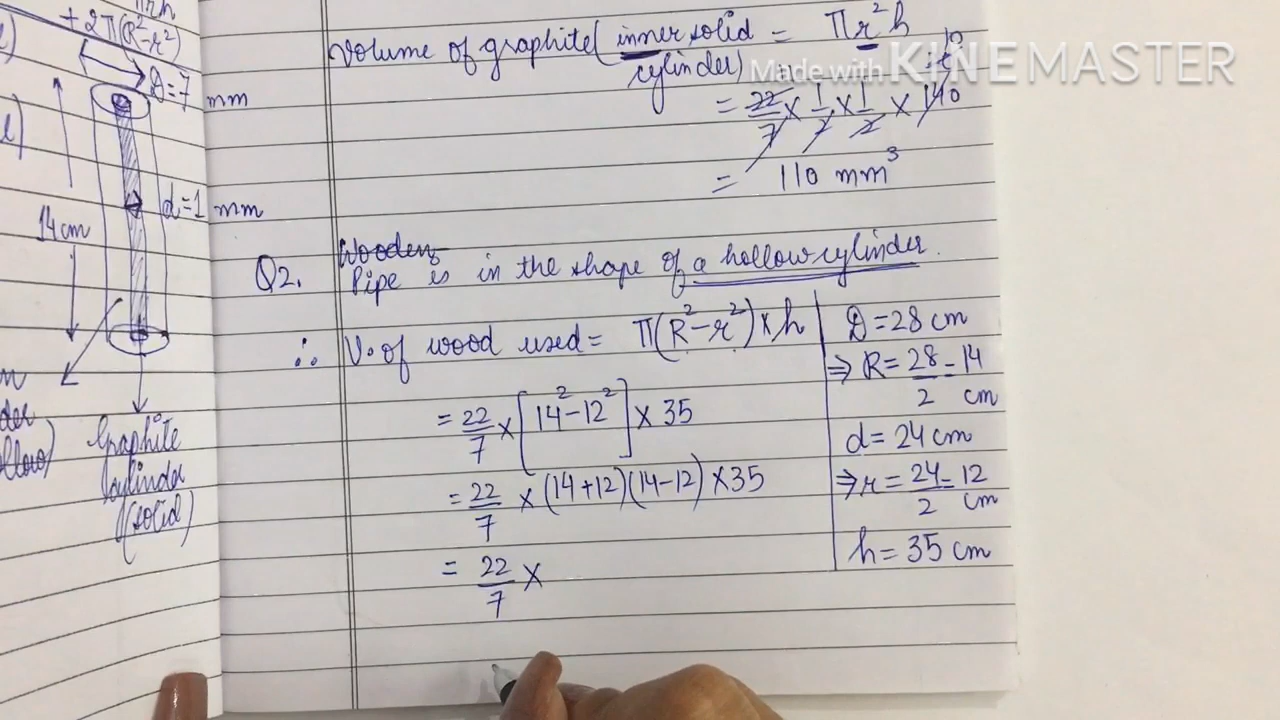 πrh
+ 2π(R²-r²)
D=7 mm
14cm
d=1 mm
Graphite
cylinder
(solid)
Volume of graphite( inner solid = πr²h
cylinder)
Made with KINEMASTER
= 22/7 × 1/2 × 1/2 × 140
10
= 110 mm³
Wooden
Q2. Pipe is in the shape of a hollow cylinder.
∴ V. of wood used = π(R²-r²)×h
= 22/7 × [14²-12²] × 35
= 22/7 × (14+12)(14-12) × 35
= 22/7 ×
D = 28 cm
⇒ R = 28/2 = 14 cm
d = 24 cm
⇒ r = 24/2 = 12 cm
h = 35 cm